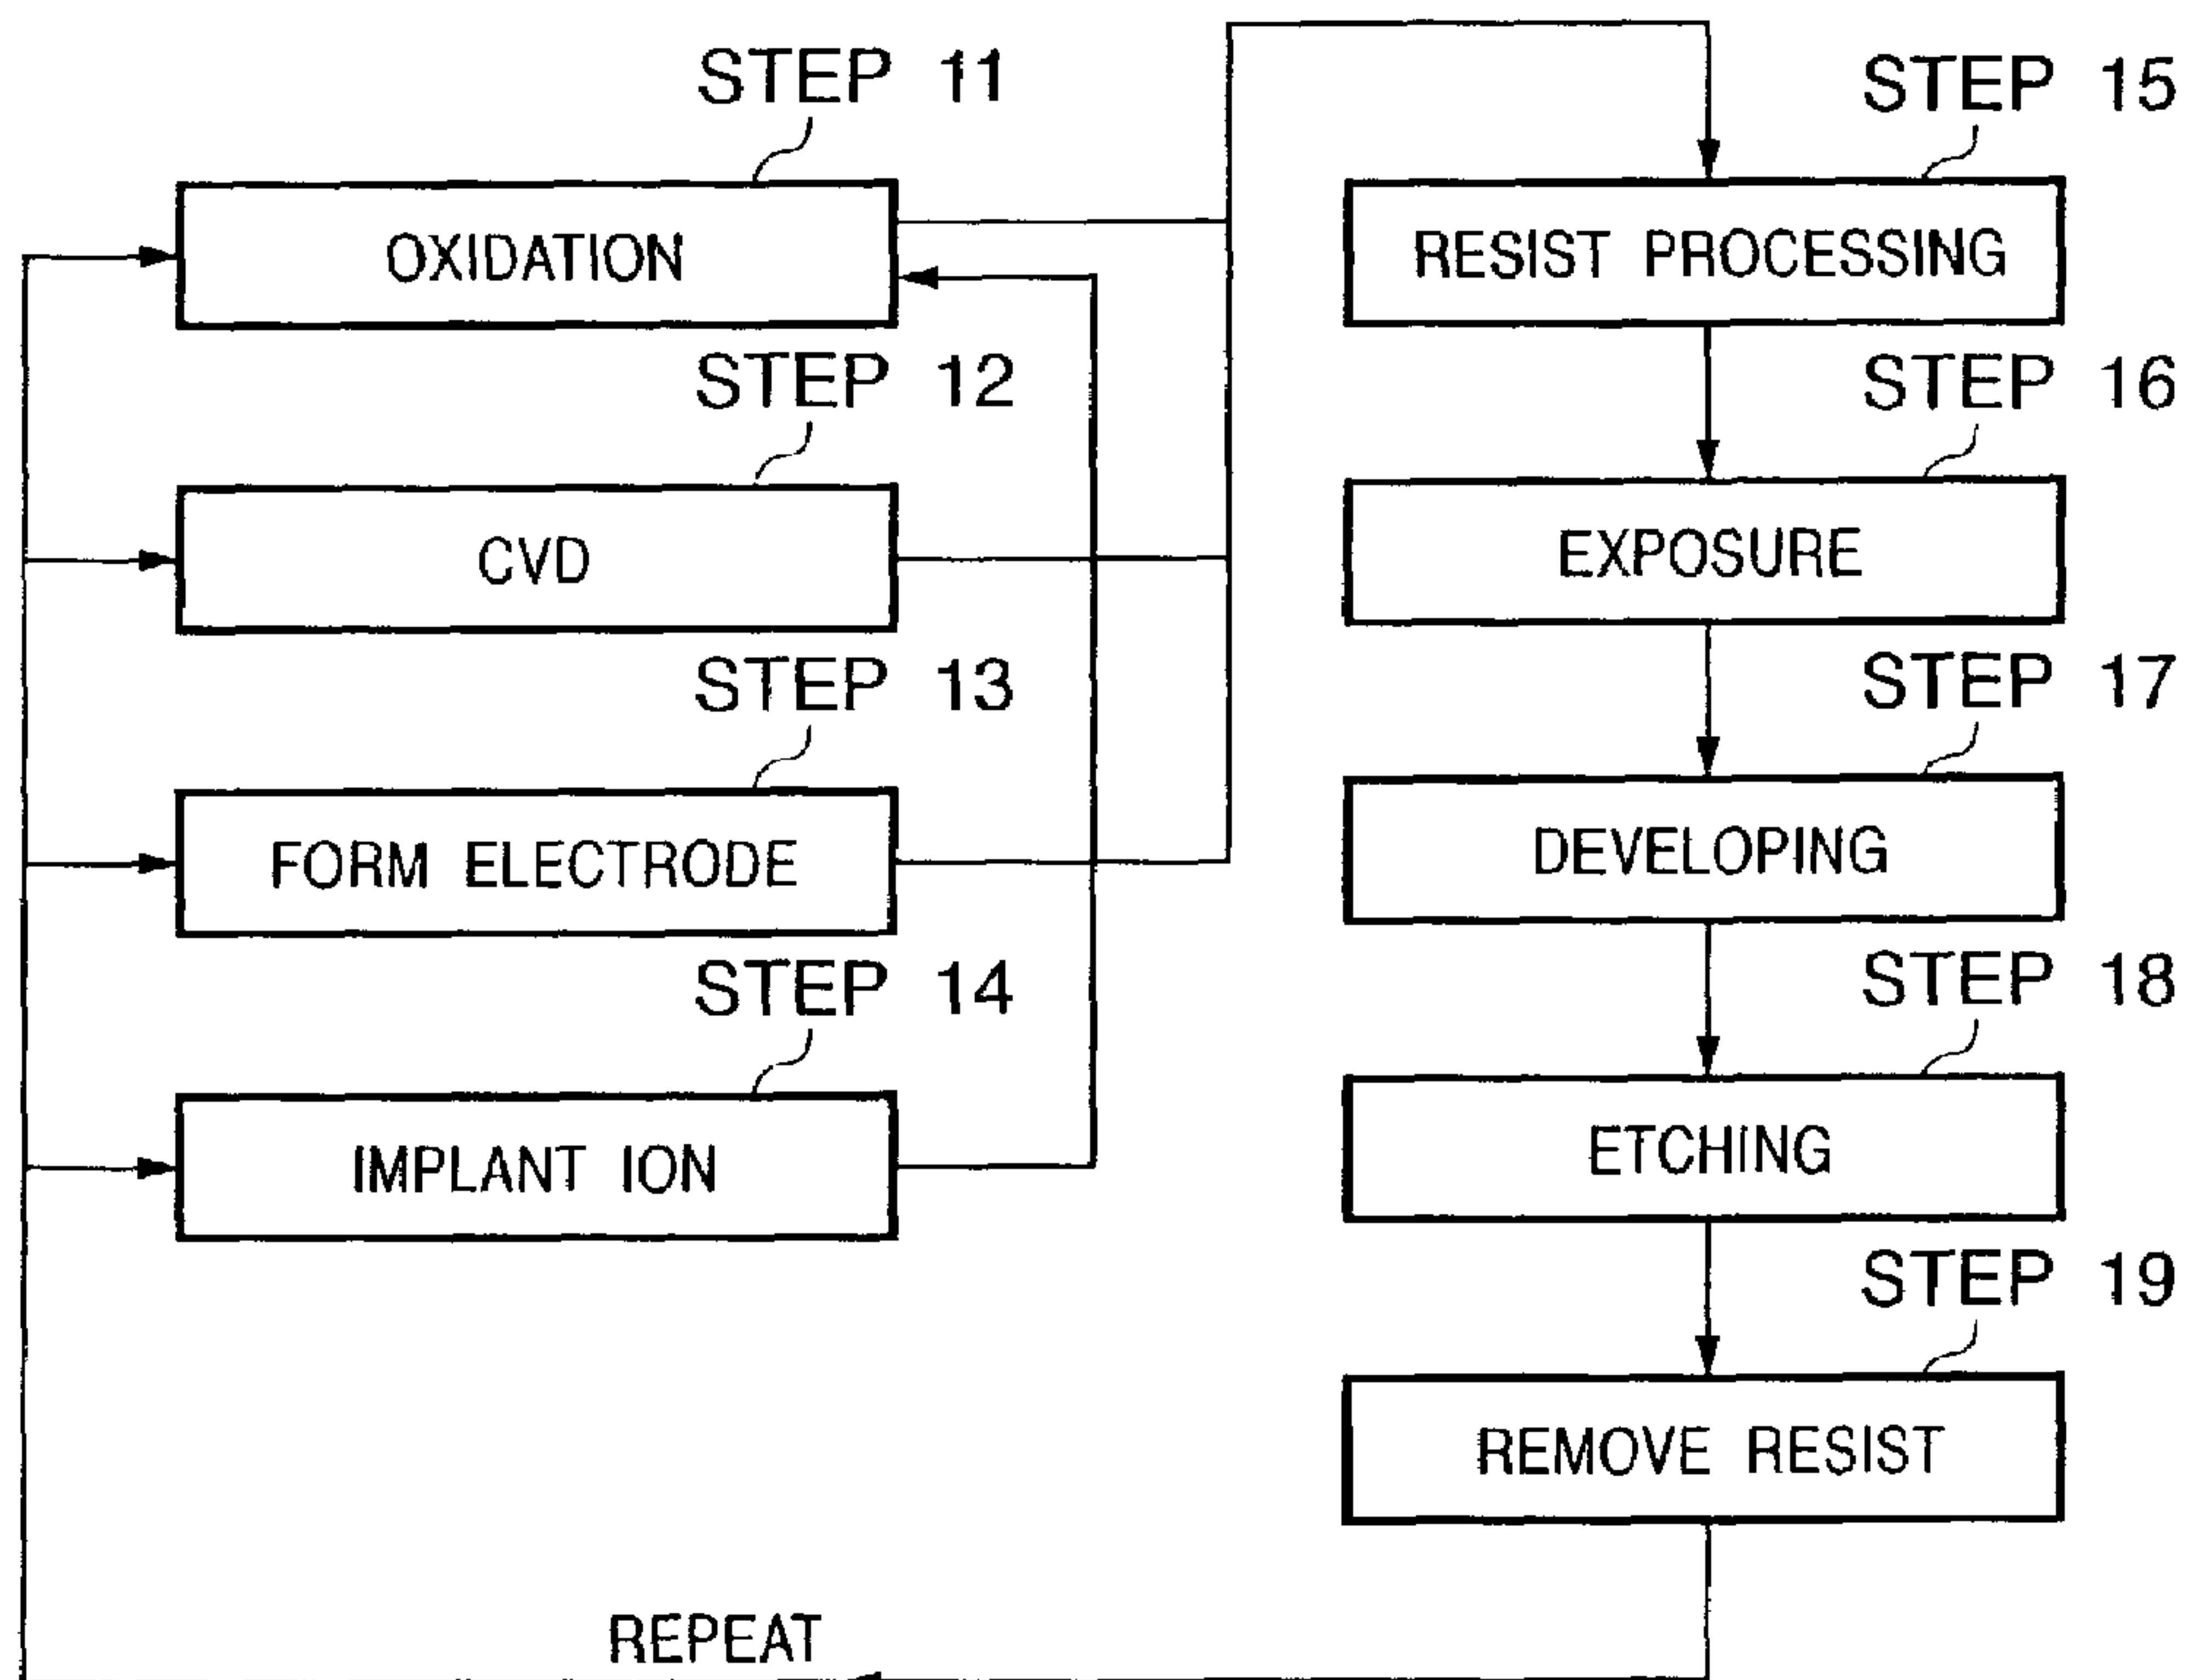 STEP 11
OXIDATION
STEP 12
CVD
STEP 13
FORM ELECTRODE
STEP 14
IMPLANT ION
STEP 15
RESIST PROCESSING
STEP 16
EXPOSURE
STEP 17
DEVELOPING
STEP 18
ETCHING
STEP 19
REMOVE RESIST
REPEAT